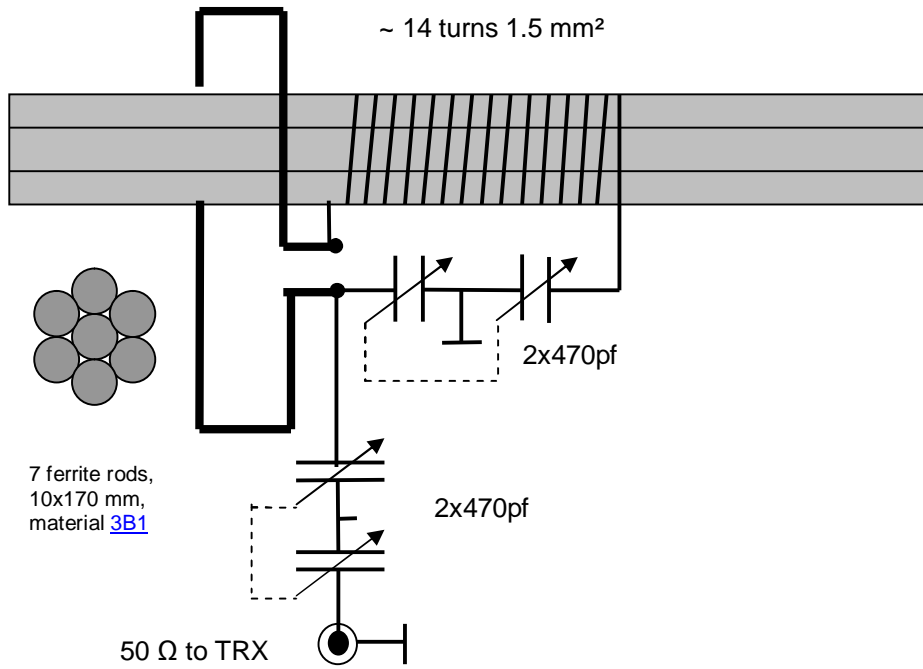 ~ 14 turns 1.5 mm²
2x470pf
7 ferrite rods,
10x170 mm,
material 3B1
2x470pf
50 Ω to TRX